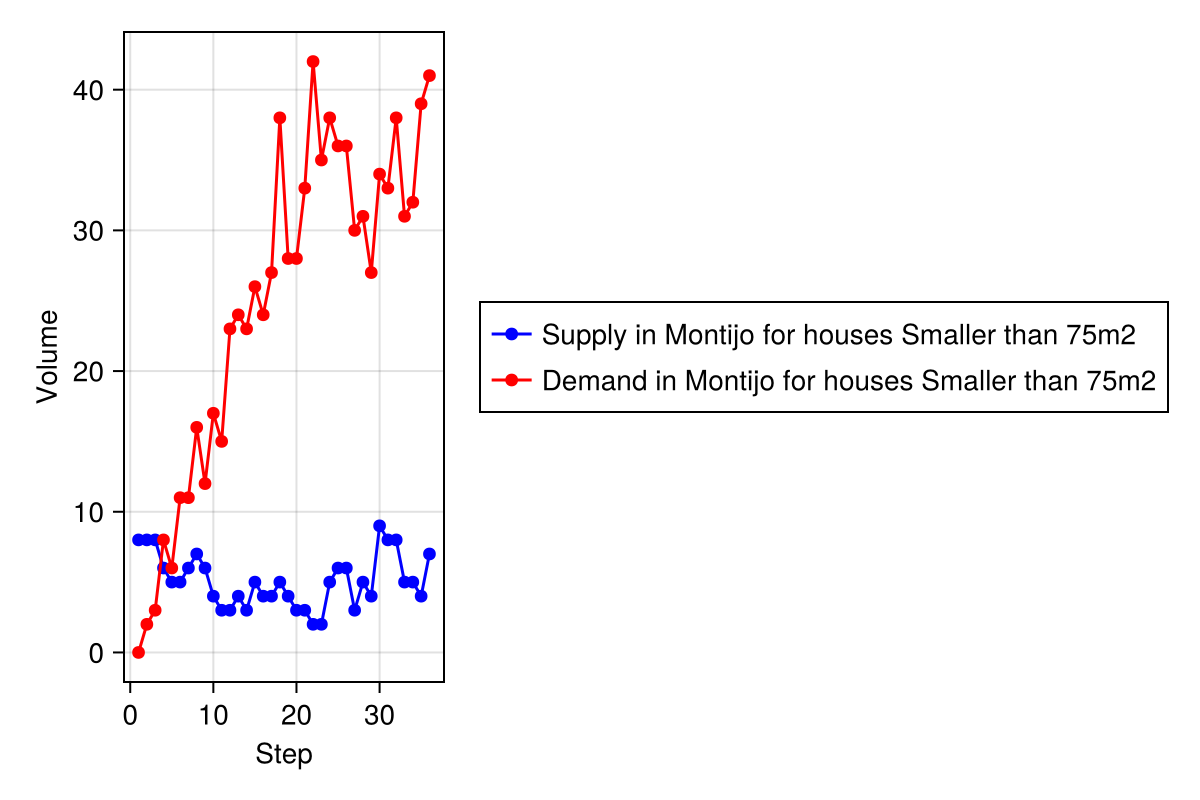 Volume
40
30
20
10
0
0 10 20 30
Step
Supply in Montijo for houses Smaller than 75m2
Demand in Montijo for houses Smaller than 75m2